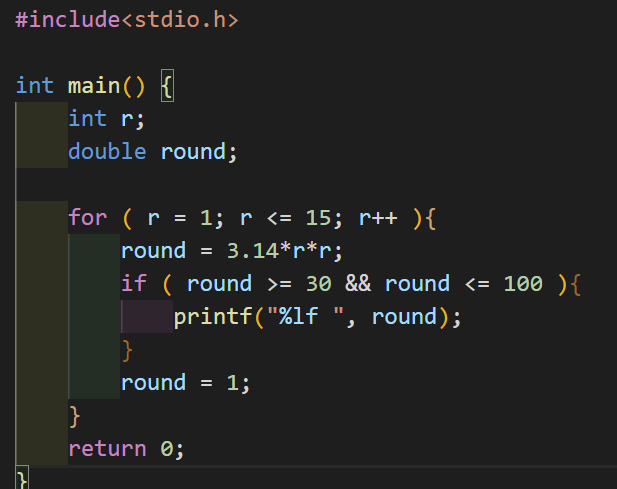 #include<stdio.h>
int main() {
int r;
double round;
for ( r = 1; r <= 15; r++ ){
round = 3.14*r*r;
if ( round >= 30 && round <= 100 ){
printf("%lf ", round);
}
round = 1;
}
return 0;
}